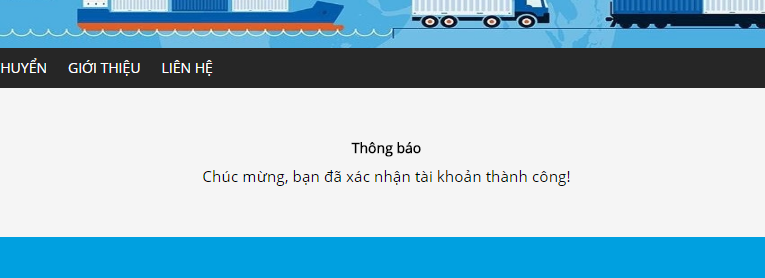 HUYỂN GIỚI THIỆU LIÊN HỆ
Thông báo
Chúc mừng, bạn đã xác nhận tài khoản thành công!